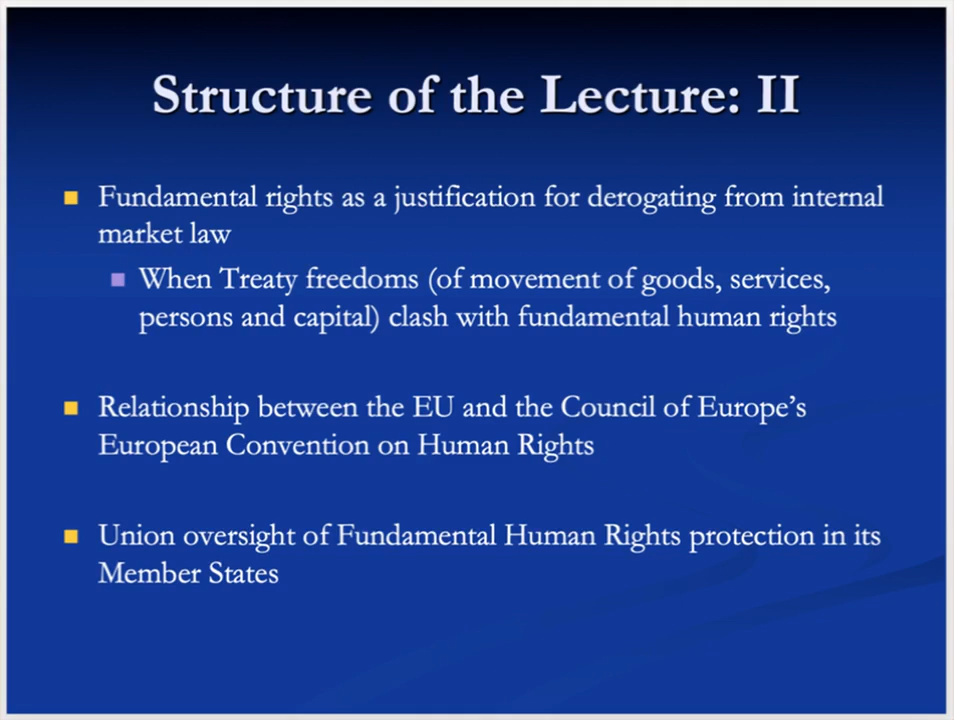 Structure of the Lecture: II
Fundamental rights as a justification for derogating from internal
market law
When Treaty freedoms (of movement of goods, services,
persons and capital) clash with fundamental human rights
Relationship between the EU and the Council of Europe’s
European Convention on Human Rights
Union oversight of Fundamental Human Rights protection in its
Member States